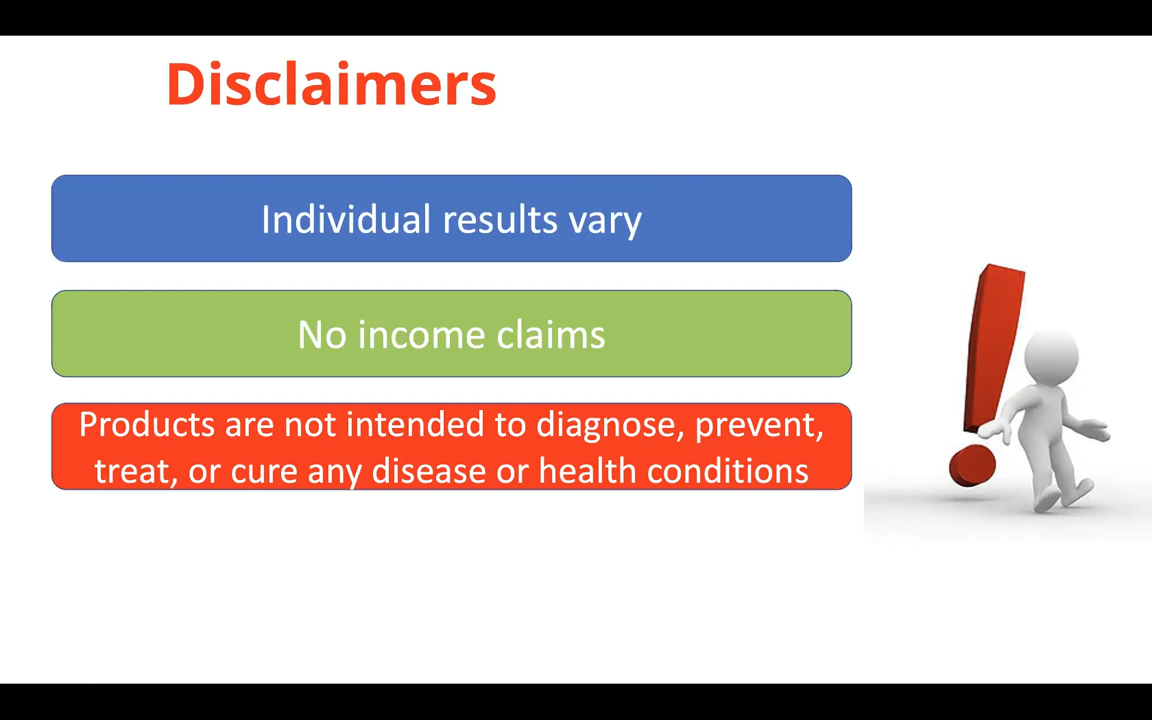 Disclaimers
Individual results vary
No income claims
Products are not intended to diagnose, prevent,
treat, or cure any disease or health conditions